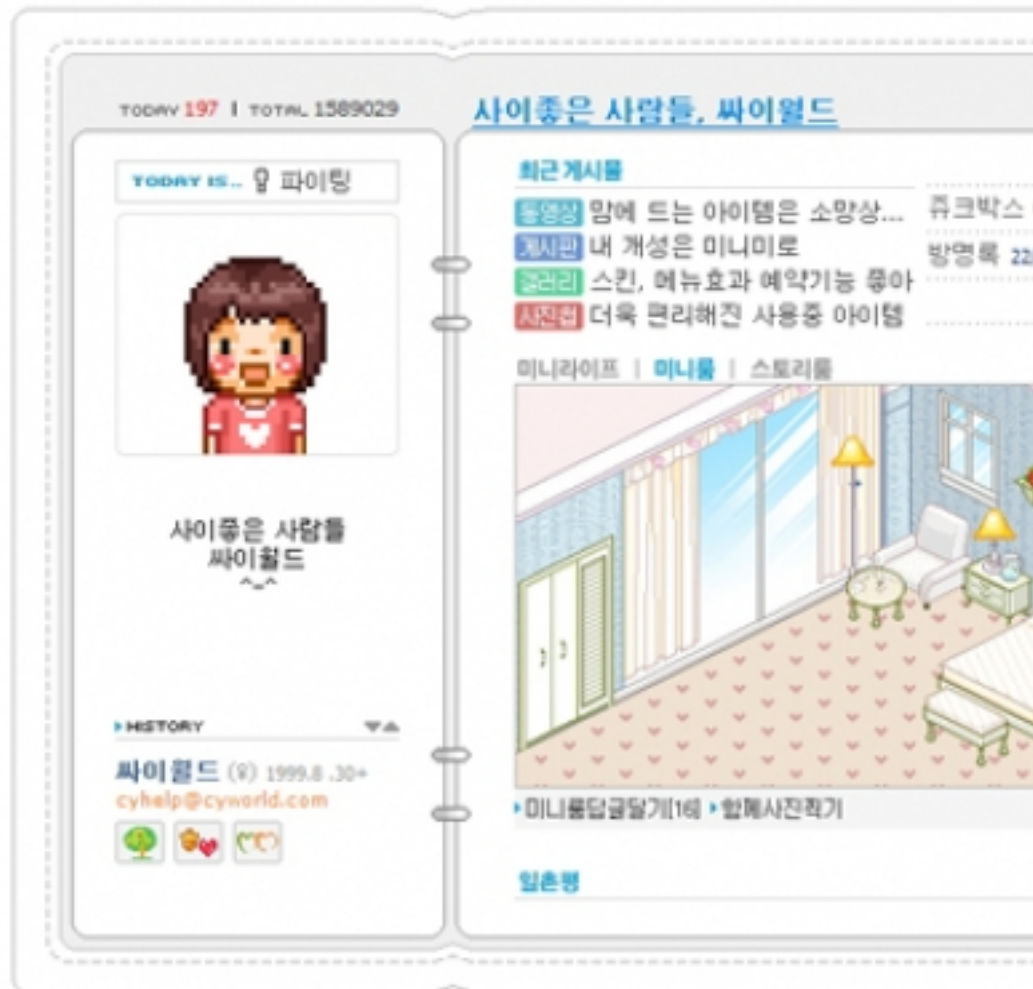 TODAY 197 | TOTAL 1589029
사이좋은 사람들, 싸이월드
TODAY IS.. 파이팅
사이좋은 사람들
싸이월드
^_^
HISTORY
싸이월드 (♀) 1999.8 .30+
cyhelp@cyworld.com
최근 게시물
동영상 맘에 드는 아이템은 소망상...
게시판 내 개성은 미니미로
갤러리 스킨, 메뉴효과 예약기능 좋아
사진첩 더욱 편리해진 사용중 아이템
쥬크박스
방명록 22
미니라이프 | 미니룸 | 스토리룸
미니룸답글달기[16] 함께사진찍기
일촌평